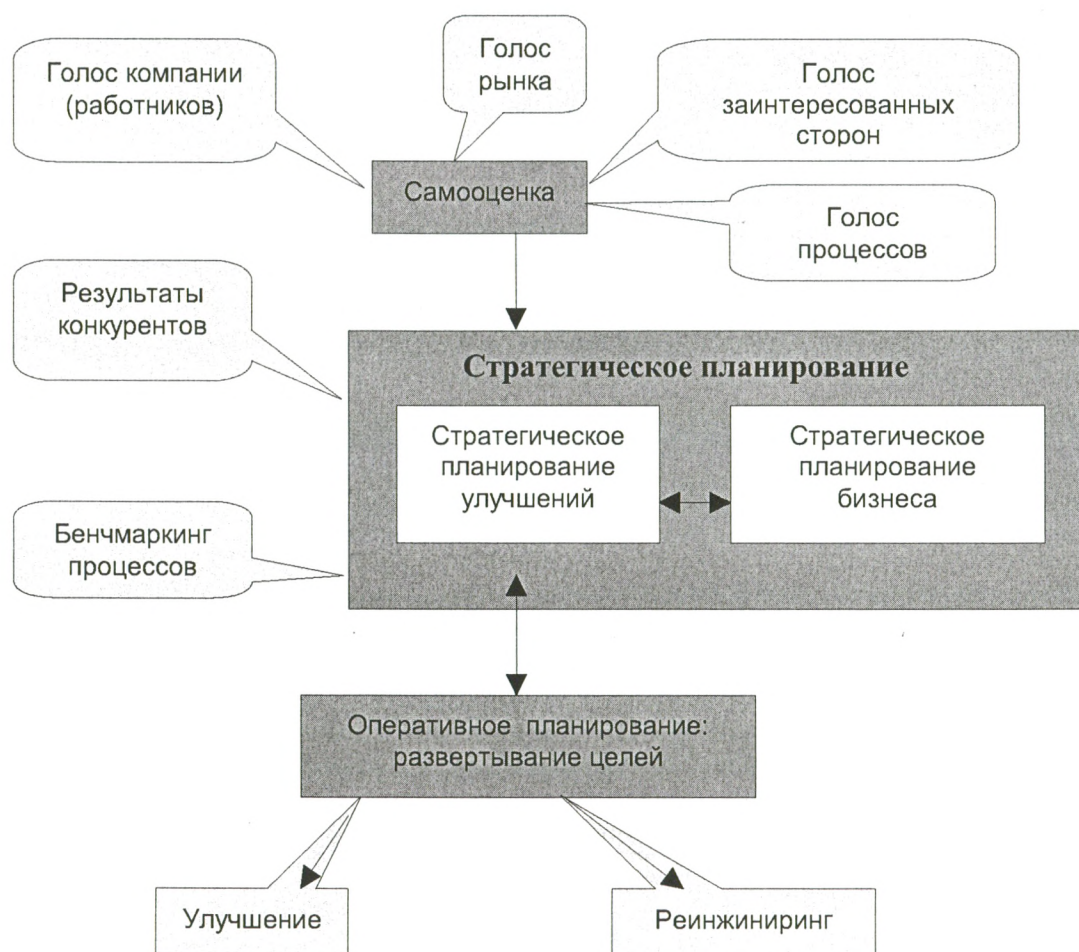 Голос компании
(работников)
Голос
рынка
Голос
заинтересованных
сторон
Самооценка
Голос
процессов
Результаты
конкурентов
Стратегическое планирование
Стратегическое
планирование
улучшений
Стратегическое
планирование
бизнеса
Бенчмаркинг
процессов
Оперативное планирование:
развертывание целей
Улучшение
Реинжиниринг